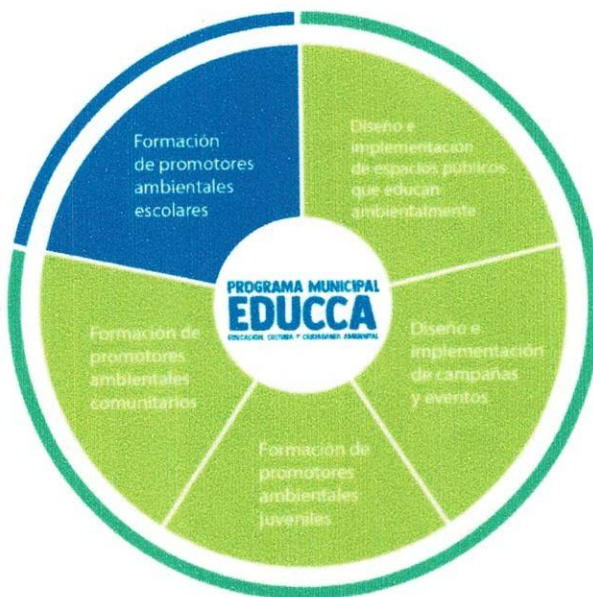 Formación
de promotores
ambientales
escolares
Diseño e
implementación
de espacios públicos
que educan
ambientalmente
PROGRAMA MUNICIPAL
EDUCCA
EDUCACIÓN, CULTURA Y CIUDADANÍA AMBIENTAL
Formación de
promotores
ambientales
comunitarios
Diseño e
implementación
de campañas
y eventos
Formación de
promotores
ambientales
juveniles